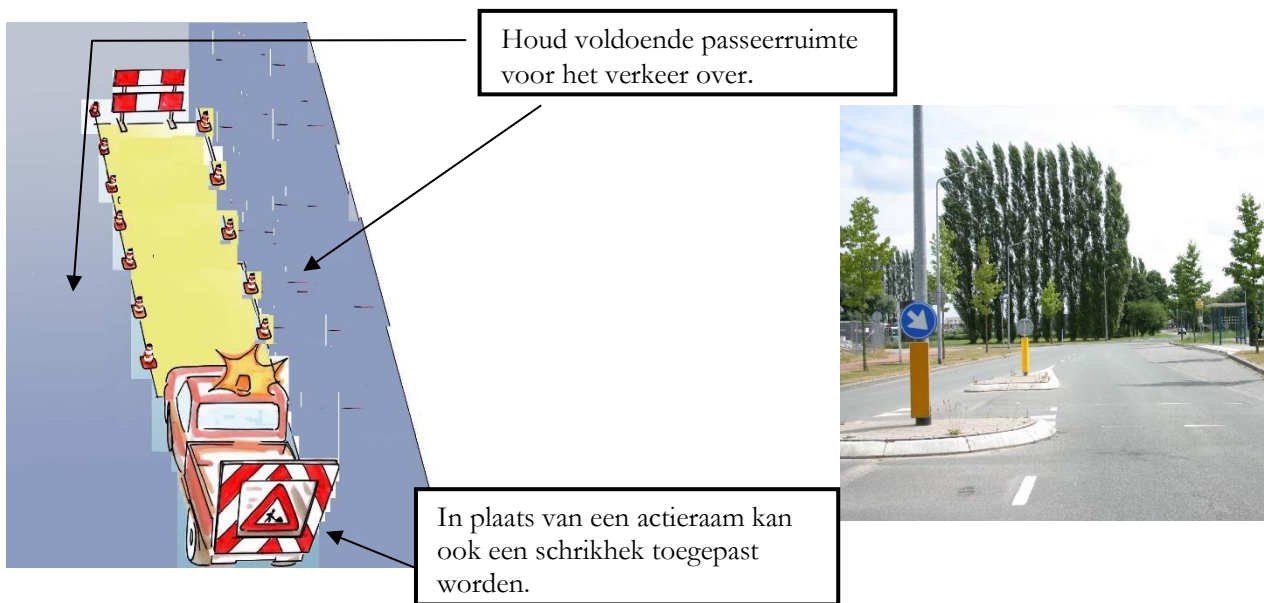 Houd voldoende passeerruimte
voor het verkeer over.
In plaats van een actieraam kan
ook een schrikhek toegepast
worden.